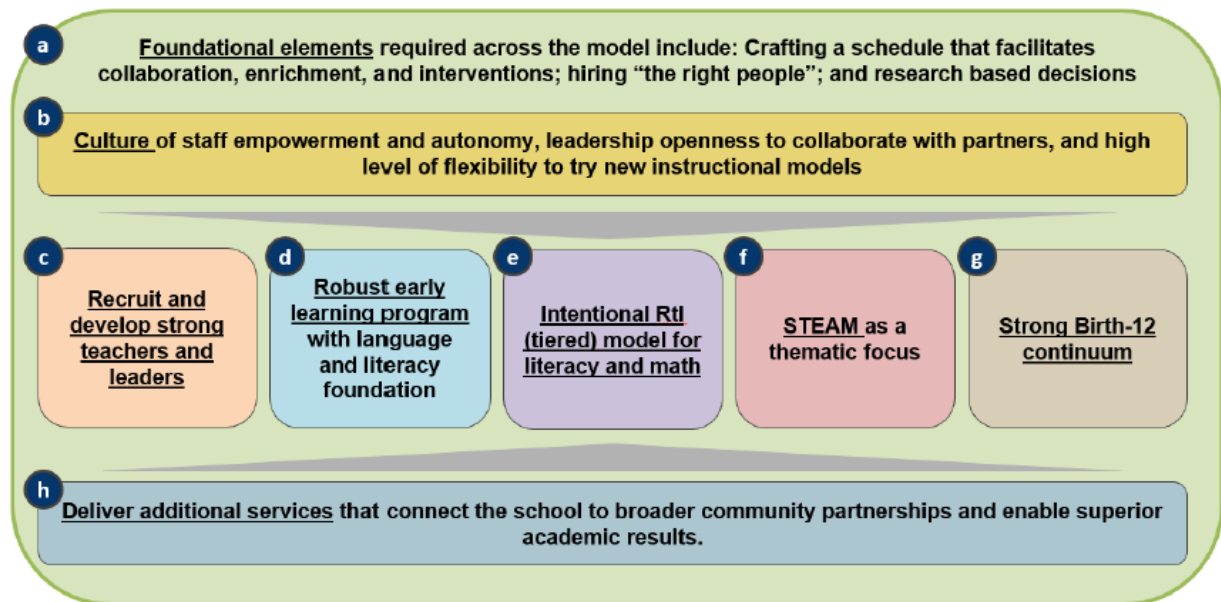 a
Foundational elements required across the model include: Crafting a schedule that facilitates
collaboration, enrichment, and interventions; hiring “the right people”; and research based decisions
b
Culture of staff empowerment and autonomy, leadership openness to collaborate with partners, and high
level of flexibility to try new instructional models
c
Recruit and
develop strong
teachers and
leaders
d
Robust early
learning program
with language
and literacy
foundation
e
Intentional RtI
(tiered) model for
literacy and math
f
STEAM as a
thematic focus
g
Strong Birth-12
continuum
h
Deliver additional services that connect the school to broader community partnerships and enable superior
academic results.